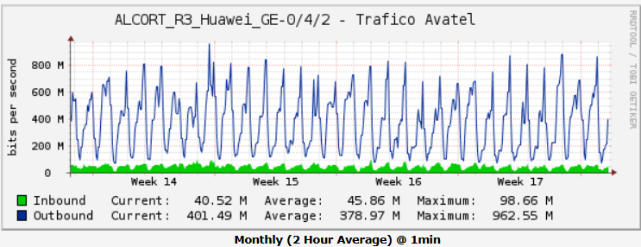 ALCORT_R3_Huawei_GE-0/4/2 - Trafico Avatel
RRDTOOL / TOBI OETIKER
bits per second
800 M
600 M
400 M
200 M
0
Week 14 Week 15 Week 16 Week 17
Inbound Current: 40.52 M Average: 45.86 M Maximum: 98.66 M
Outbound Current: 401.49 M Average: 378.97 M Maximum: 962.55 M
Monthly (2 Hour Average) @ 1min